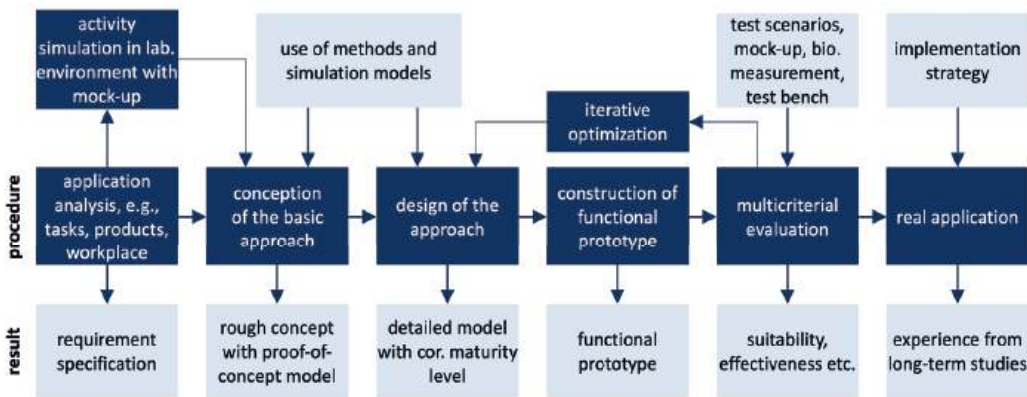 activity
simulation in lab.
environment with
mock-up
use of methods and
simulation models
test scenarios,
mock-up, bio.
measurement,
test bench
implementation
strategy
iterative
optimization
procedure
application
analysis, e.g.,
tasks, products,
workplace
conception
of the basic
approach
design of the
approach
construction of
functional
prototype
multicriterial
evaluation
real application
result
requirement
specification
rough concept
with proof-of-
concept model
detailed model
with cor. maturity
level
functional
prototype
suitability,
effectiveness etc.
experience from
long-term studies